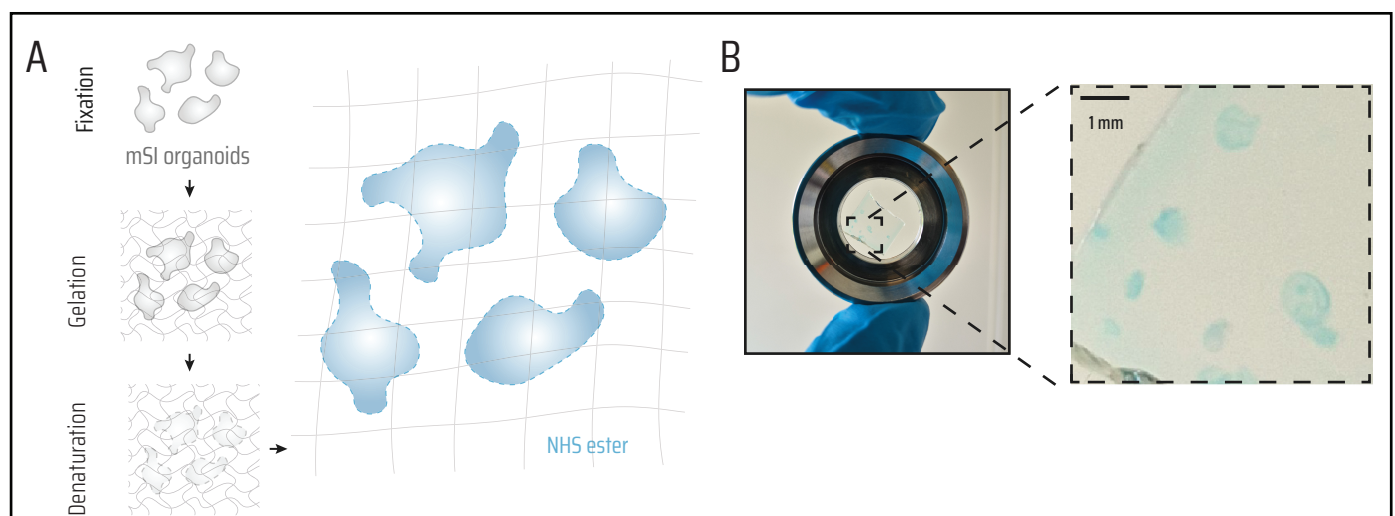 A
Fixation
mSI organoids
Gelation
Denaturation
NHS ester
B
1 mm